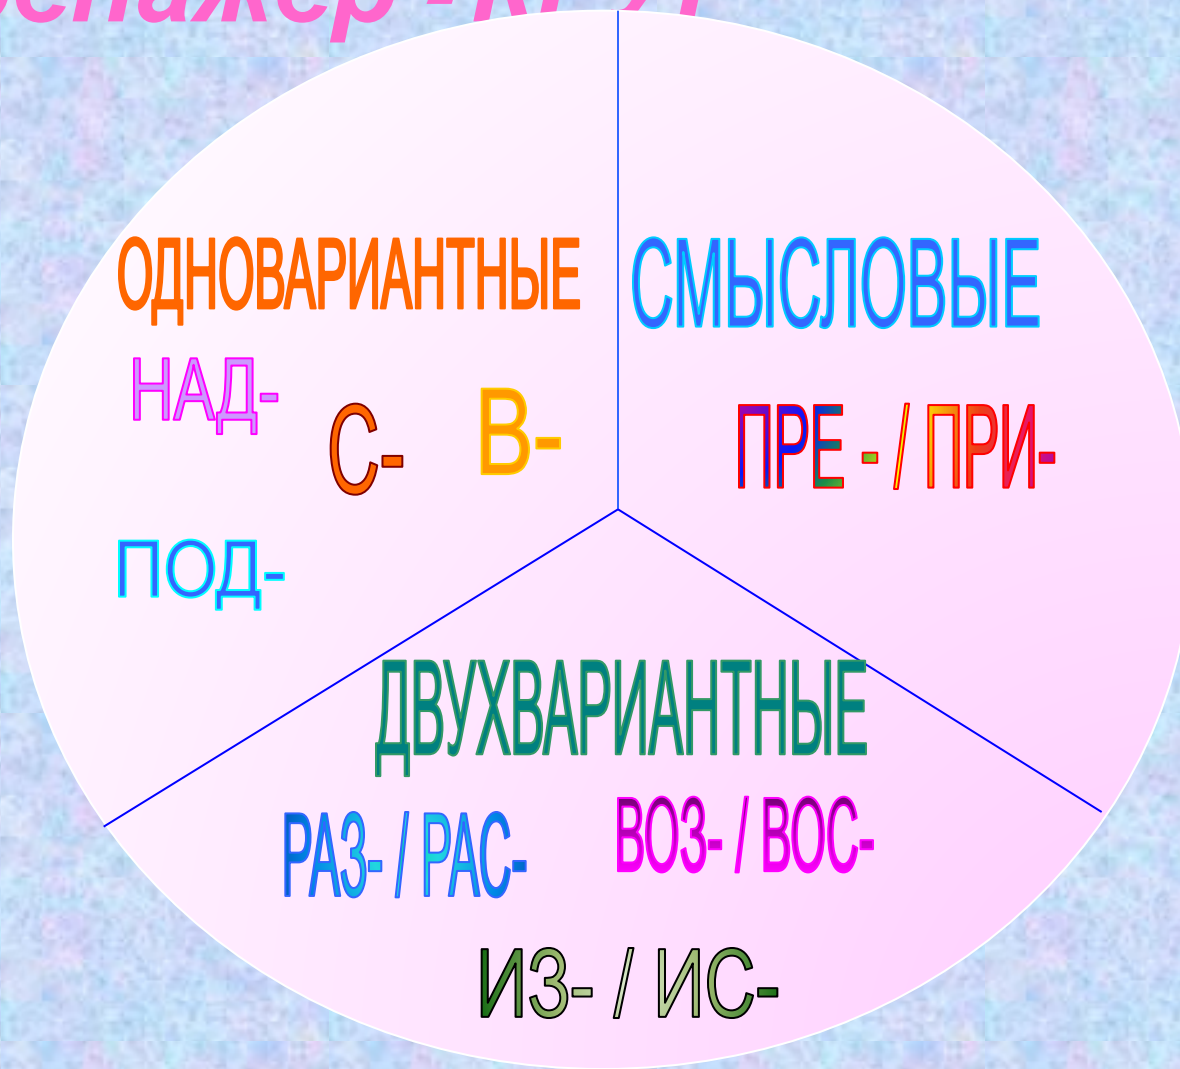 ОДНОВАРИАНТНЫЕ
НАД-
С-
В-
ПОД-
СМЫСЛОВЫЕ
ПРЕ - / ПРИ-
ДВУХВАРИАНТНЫЕ
РАЗ- / РАС-
ВОЗ- / ВОС-
ИЗ- / ИС-